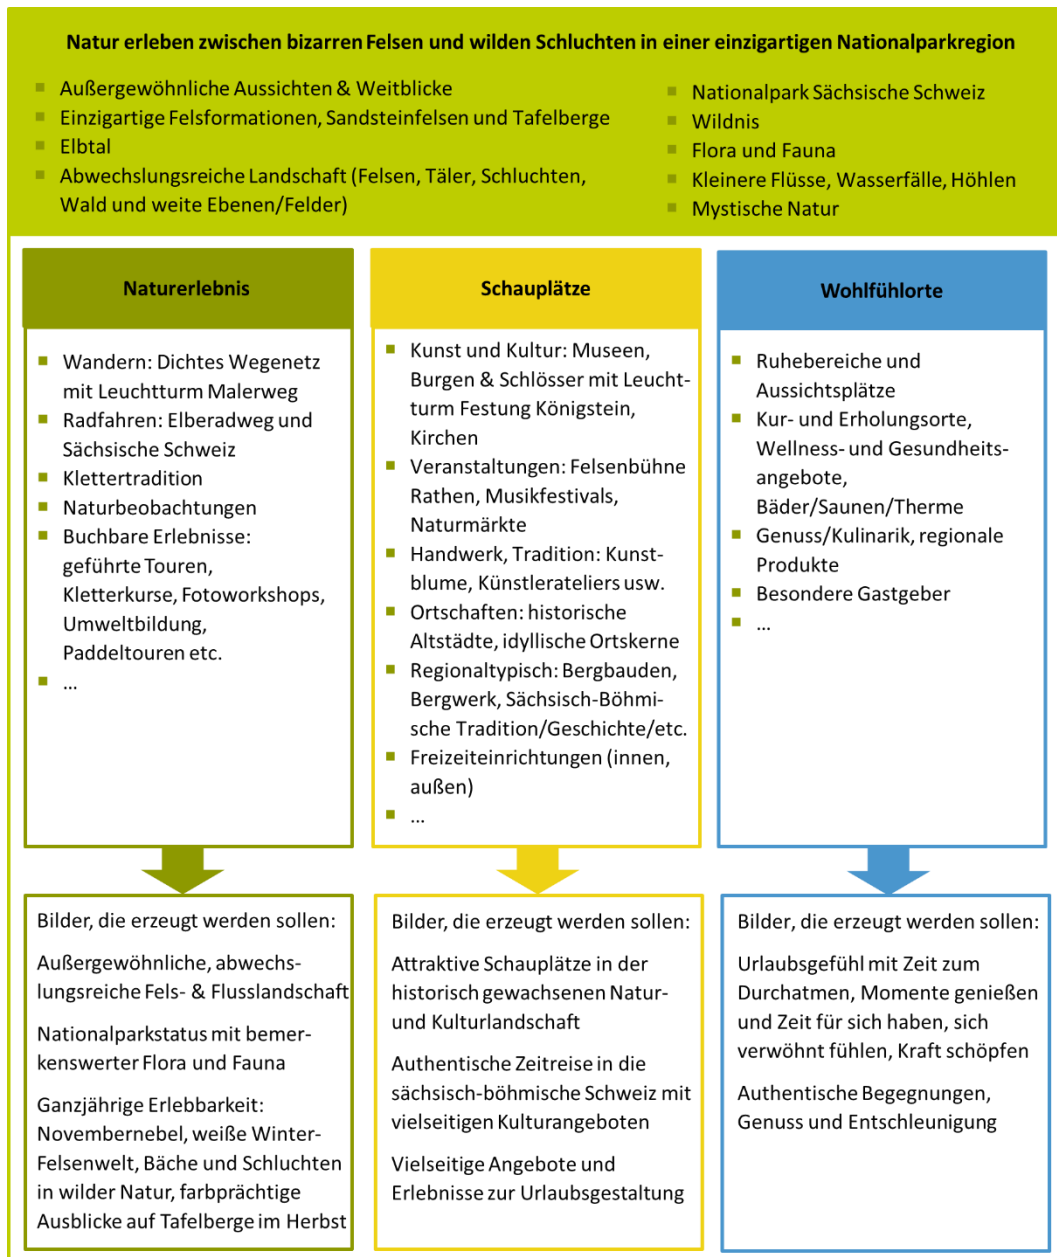 Natur erleben zwischen bizarren Felsen und wilden Schluchten in einer einzigartigen Nationalparkregion
▪ Außergewöhnliche Aussichten & Weitblicke
▪ Einzigartige Felsformationen, Sandsteinfelsen und Tafelberge
▪ Elbtal
▪ Abwechslungsreiche Landschaft (Felsen, Täler, Schluchten,
Wald und weite Ebenen/Felder)
▪ Nationalpark Sächsische Schweiz
▪ Wildnis
▪ Flora und Fauna
▪ Kleinere Flüsse, Wasserfälle, Höhlen
▪ Mystische Natur
Naturerlebnis
▪ Wandern: Dichtes Wegenetz
mit Leuchtturm Malerweg
▪ Radfahren: Elberadweg und
Sächsische Schweiz
▪ Klettertradition
▪ Naturbeobachtungen
▪ Buchbare Erlebnisse:
geführte Touren,
Kletterkurse, Fotoworkshops,
Umweltbildung,
Paddeltouren etc.
▪ ...
Bilder, die erzeugt werden sollen:
Außergewöhnliche, abwechs-
lungsreiche Fels- & Flusslandschaft
Nationalparkstatus mit bemer-
kenswerter Flora und Fauna
Ganzjährige Erlebbarkeit:
Novembernebel, weiße Winter-
Felsenwelt, Bäche und Schluchten
in wilder Natur, farbprächtige
Ausblicke auf Tafelberge im Herbst
Schauplätze
▪ Kunst und Kultur: Museen,
Burgen & Schlösser mit Leucht-
turm Festung Königstein,
Kirchen
▪ Veranstaltungen: Felsenbühne
Rathen, Musikfestivals,
Naturmärkte
▪ Handwerk, Tradition: Kunst-
blume, Künstlerateliers usw.
▪ Ortschaften: historische
Altstädte, idyllische Ortskerne
▪ Regionaltypisch: Bergbauden,
Bergwerk, Sächsisch-Böhmi-
sche Tradition/Geschichte/etc.
▪ Freizeiteinrichtungen (innen,
außen)
▪ ...
Bilder, die erzeugt werden sollen:
Attraktive Schauplätze in der
historisch gewachsenen Natur-
und Kulturlandschaft
Authentische Zeitreise in die
sächsisch-böhmische Schweiz mit
vielseitigen Kulturangeboten
Vielseitige Angebote und
Erlebnisse zur Urlaubsgestaltung
Wohlfühlorte
▪ Ruhebereiche und
Aussichtsplätze
▪ Kur- und Erholungsorte,
Wellness- und Gesundheits-
angebote,
Bäder/Saunen/Therme
▪ Genuss/Kulinarik, regionale
Produkte
▪ Besondere Gastgeber
▪ ...
Bilder, die erzeugt werden sollen:
Urlaubsgefühl mit Zeit zum
Durchatmen, Momente genießen
und Zeit für sich haben, sich
verwöhnt fühlen, Kraft schöpfen
Authentische Begegnungen,
Genuss und Entschleunigung